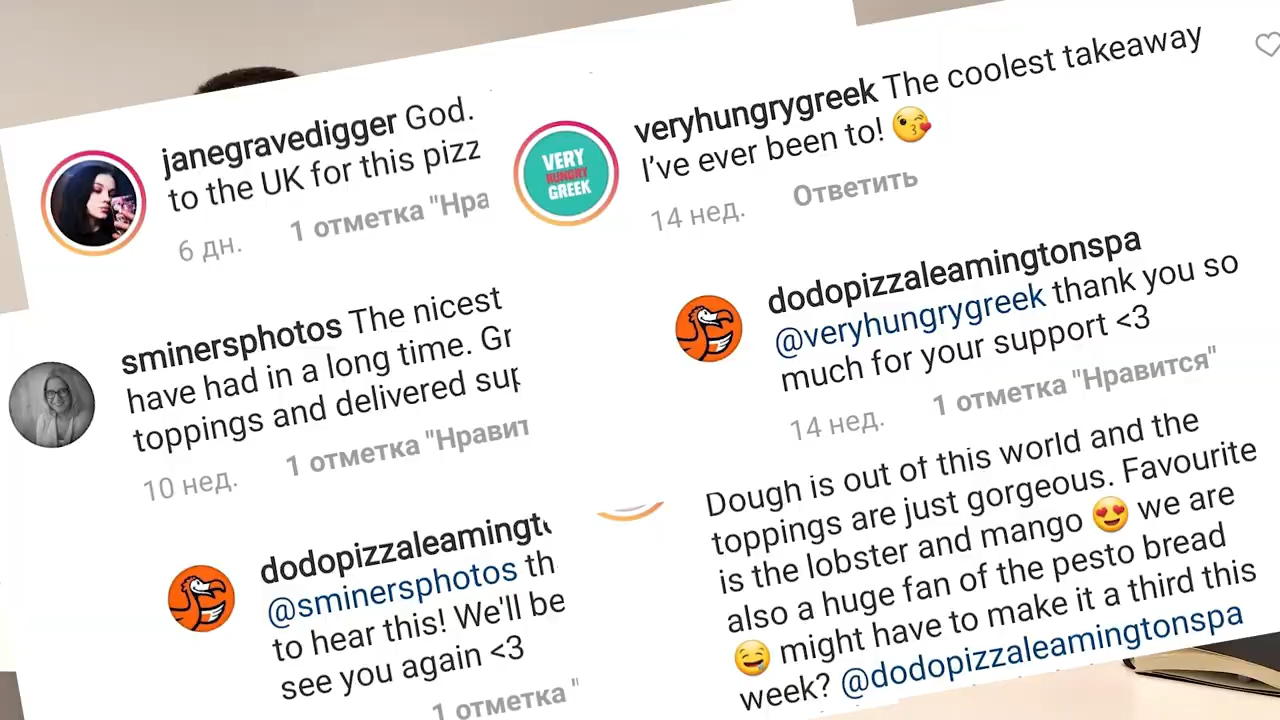 janegravedigger God.
to the UK for this pizz
6 дн. 1 отметка "Нра
sminersphotos The nicest
have had in a long time. Gr
toppings and delivered sup
10 нед. 1 отметка "Нравит
dodopizzaleamingt
@sminersphotos th
to hear this! We'll be
see you again <3
1 отметка "
veryhungrygreek The coolest takeaway
I've ever been to! 😘
14 нед. Ответить
VERY
HUNGRY
GREEK
dodopizzaleamingtonspa
@veryhungrygreek thank you so
much for your support <3
14 нед. 1 отметка "Нравится"
Dough is out of this world and the
toppings are just gorgeous. Favourite
is the lobster and mango 😍 we are
also a huge fan of the pesto bread
🤤 might have to make it a third this
week? @dodopizzaleamingtonspa